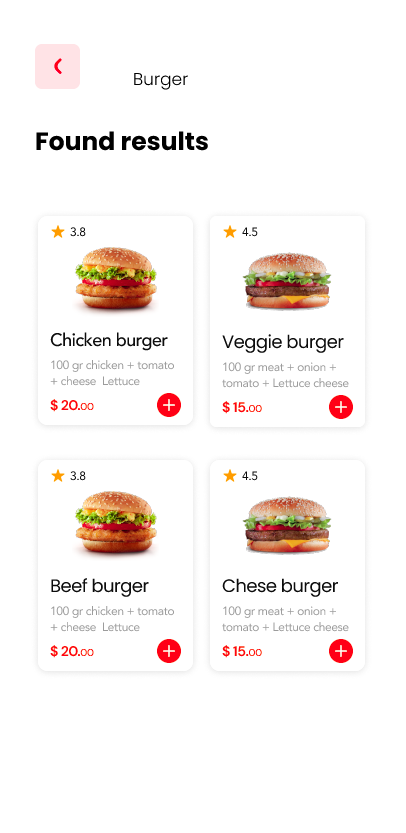 Burger
Found results
3.8
Chicken burger
100 gr chicken + tomato
+ cheese  Lettuce
$ 20.00
4.5
Veggie burger
100 gr meat + onion +
tomato + Lettuce cheese
$ 15.00
3.8
Beef burger
100 gr chicken + tomato
+ cheese  Lettuce
$ 20.00
4.5
Chese burger
100 gr meat + onion +
tomato + Lettuce cheese
$ 15.00